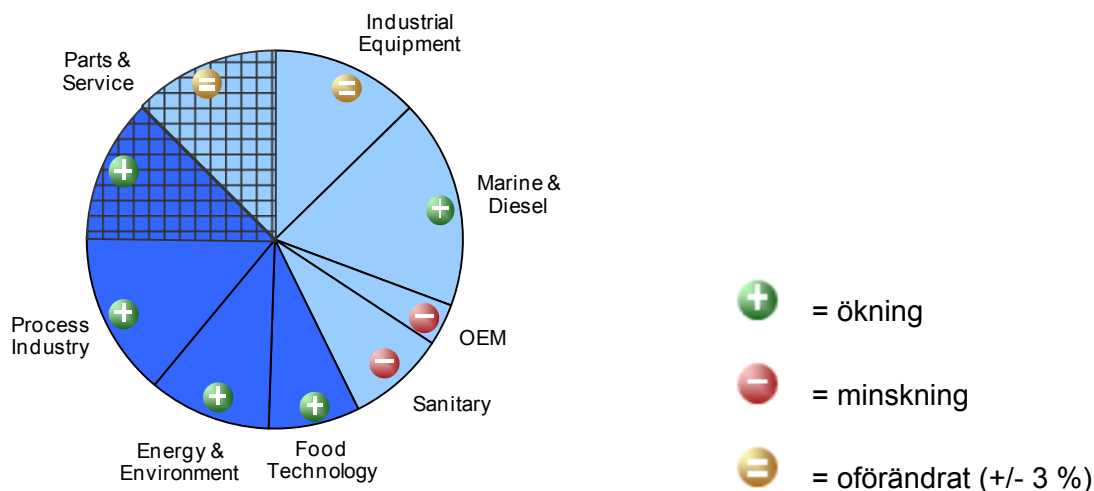 Industrial
Equipment
Parts &
Service
Marine &
Diesel
OEM
Sanitary
Food
Technology
Energy &
Environment
Process
Industry
= ökning
= minskning
= oförändrat (+/- 3 %)